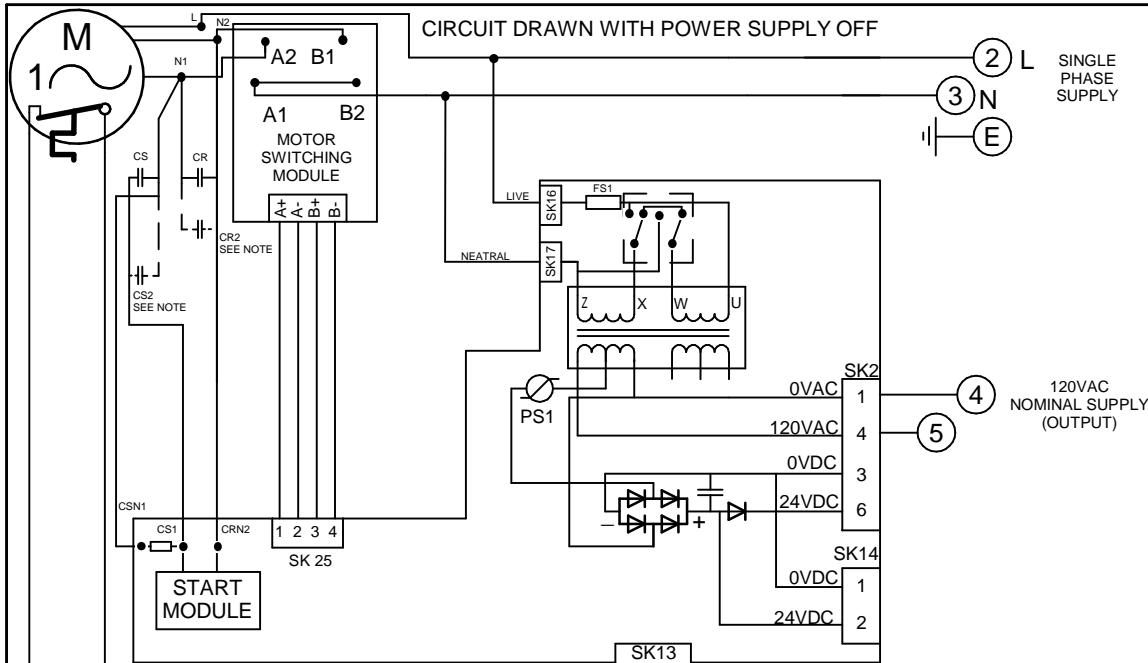 CIRCUIT DRAWN WITH POWER SUPPLY OFF
L
N2
M
1
N1
A2 B1
A1 B2
MOTOR
SWITCHING
MODULE
A+ A- B+ B-
2 L
SINGLE
PHASE
SUPPLY
3 N
E
CS
CR
CR2
SEE NOTE
CS2
SEE NOTE
LIVE
SK16
FS1
NEATRAL
SK17
Z X W U
PS1
SK2
0VAC 1
120VAC 4
0VDC 3
24VDC 6
4
5
120VAC
NOMINAL SUPPLY
(OUTPUT)
– +
SK14
0VDC 1
24VDC 2
CSN1
CS1
CRN2
1 2 3 4
SK 25
START
MODULE
SK13